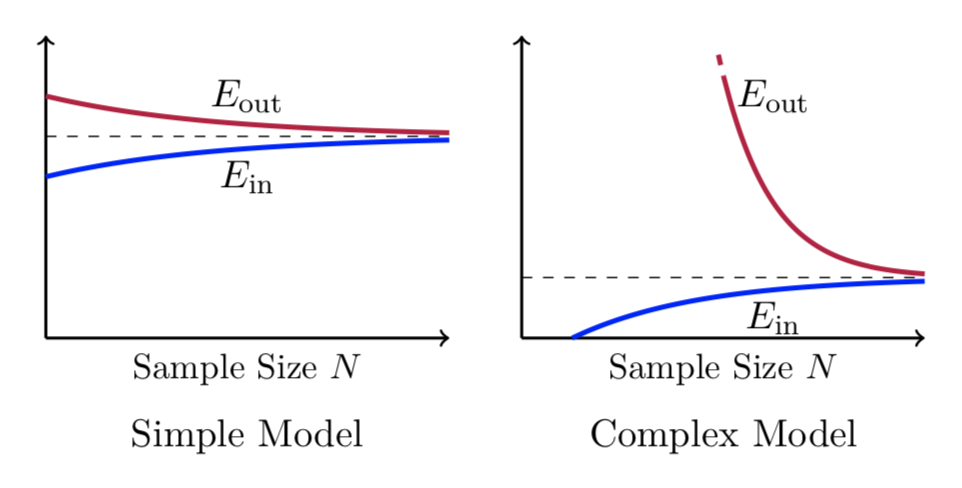 E_out
E_in
Sample Size N
Simple Model
E_out
E_in
Sample Size N
Complex Model